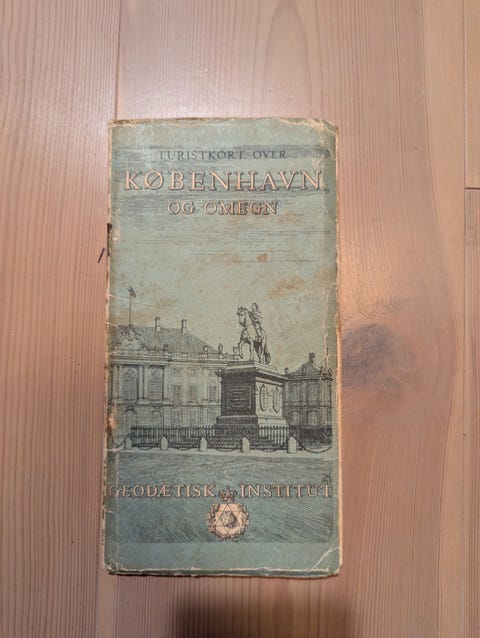 TURISTKORT OVER
KØBENHAVN
OG OMEGN
GEODÆTISK INSTITUT